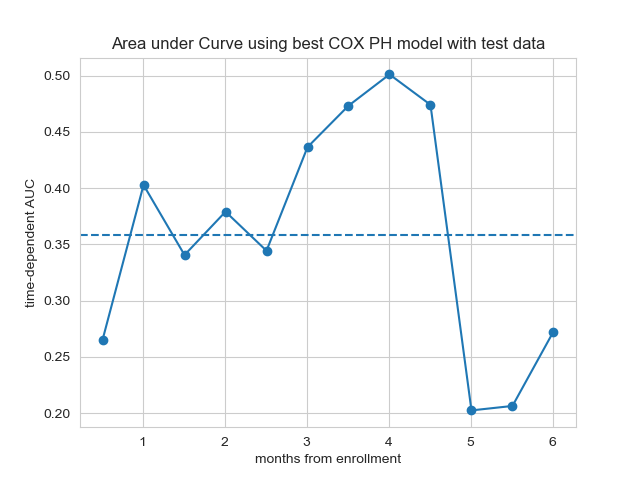 Area under Curve using best COX PH model with test data
time-dependent AUC
0.50
0.45
0.40
0.35
0.30
0.25
0.20
1 2 3 4 5 6
months from enrollment